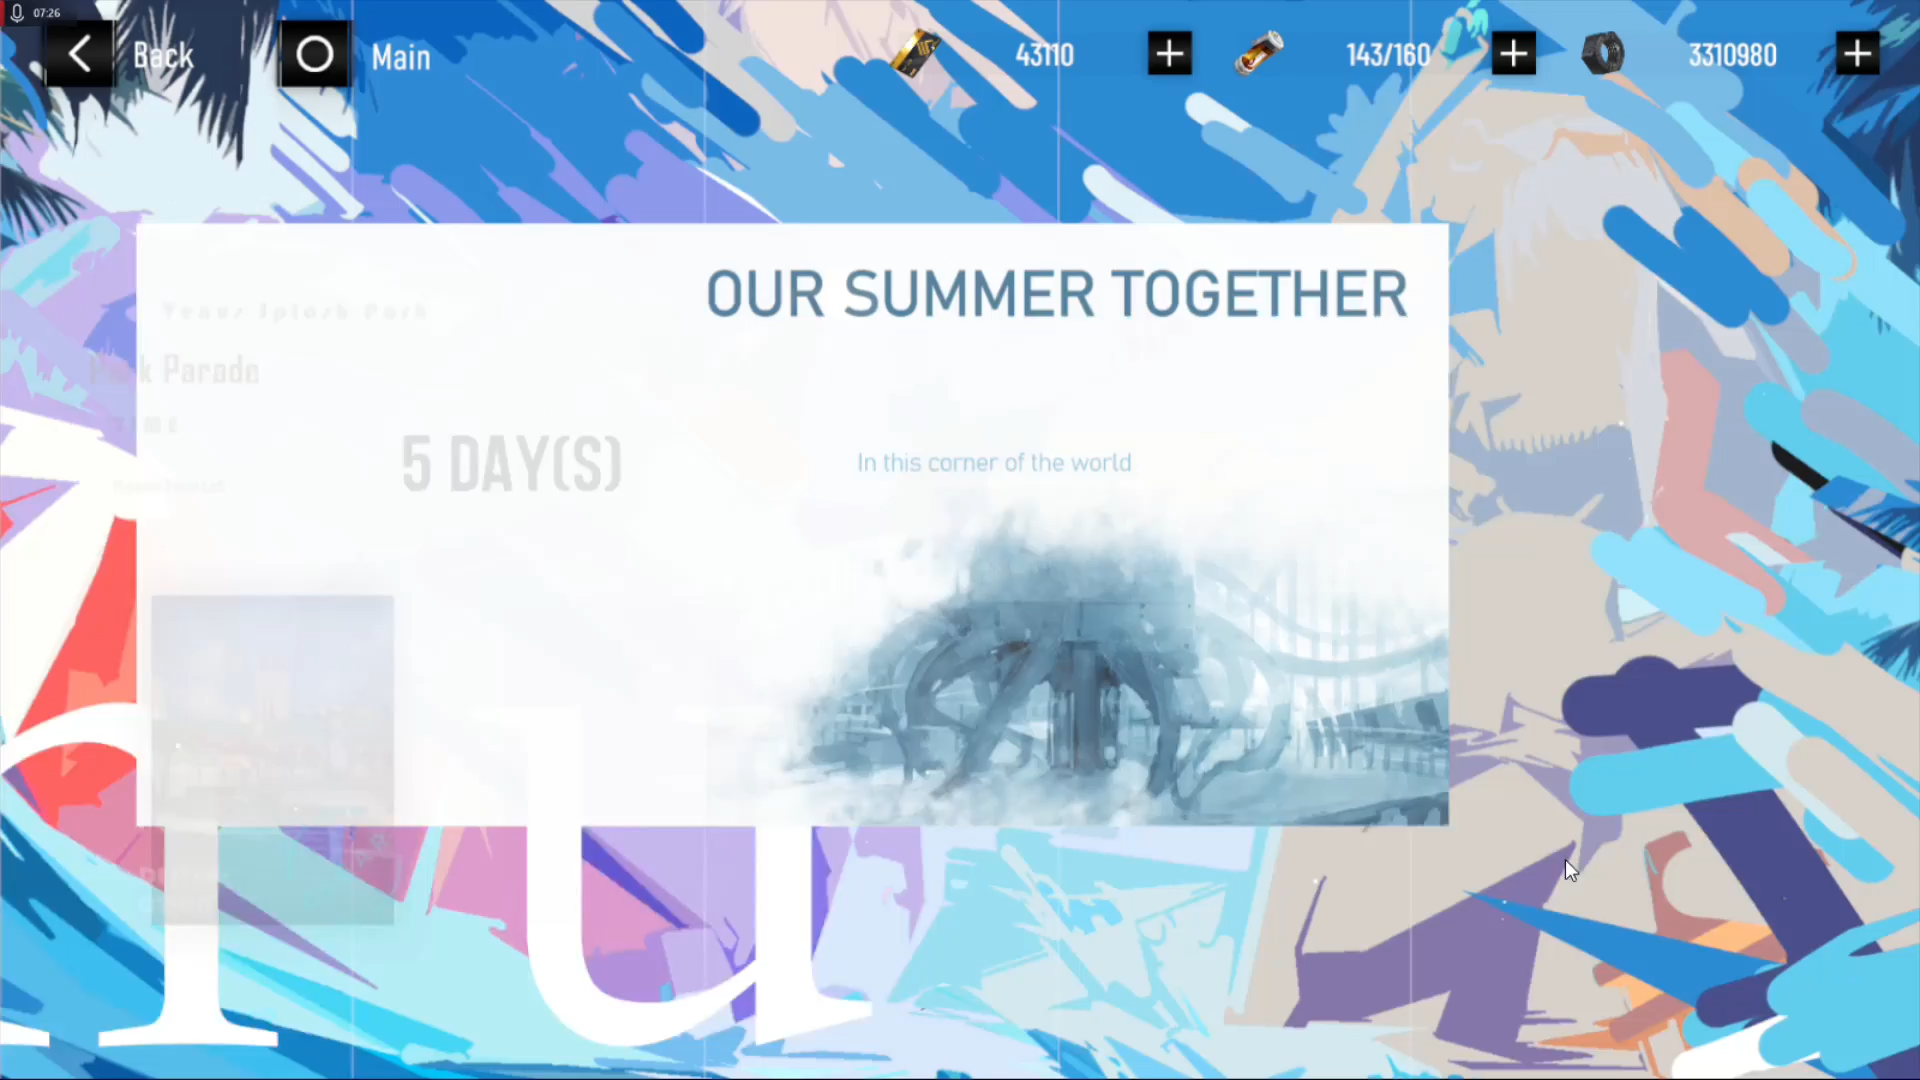 07:26
Back
Main
43110
143/160
3310980
OUR SUMMER TOGETHER
Parade
TIME
5 DAY(S)
In this corner of the world